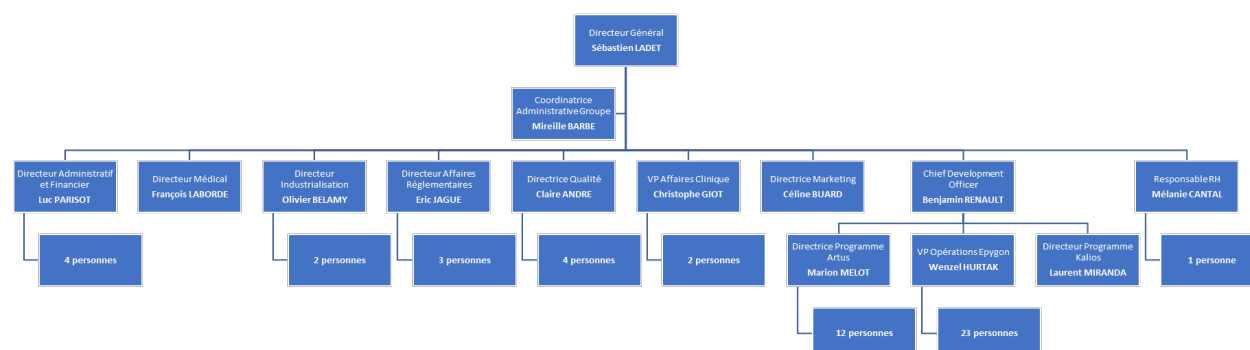 Directeur Général
Sébastien LADET
Coordinatrice
Administrative Groupe
Mireille BARBE
Directeur Administratif
et Financier
Luc PARISOT
Directeur Médical
François LABORDE
Directeur
Industrialisation
Olivier BELAMY
Directeur Affaires
Réglementaires
Eric JAGUE
Directrice Qualité
Claire ANDRE
VP Affaires Clinique
Christophe GIOT
Directrice Marketing
Céline BUARD
Chief Development
Officer
Benjamin RENAULT
Responsable RH
Mélanie CANTAL
4 personnes
2 personnes
3 personnes
4 personnes
2 personnes
Directrice Programme
Artus
Marion MELOT
VP Opérations Epygon
Wenzel HURTAK
Directeur Programme
Kalios
Laurent MIRANDA
1 personne
12 personnes
23 personnes